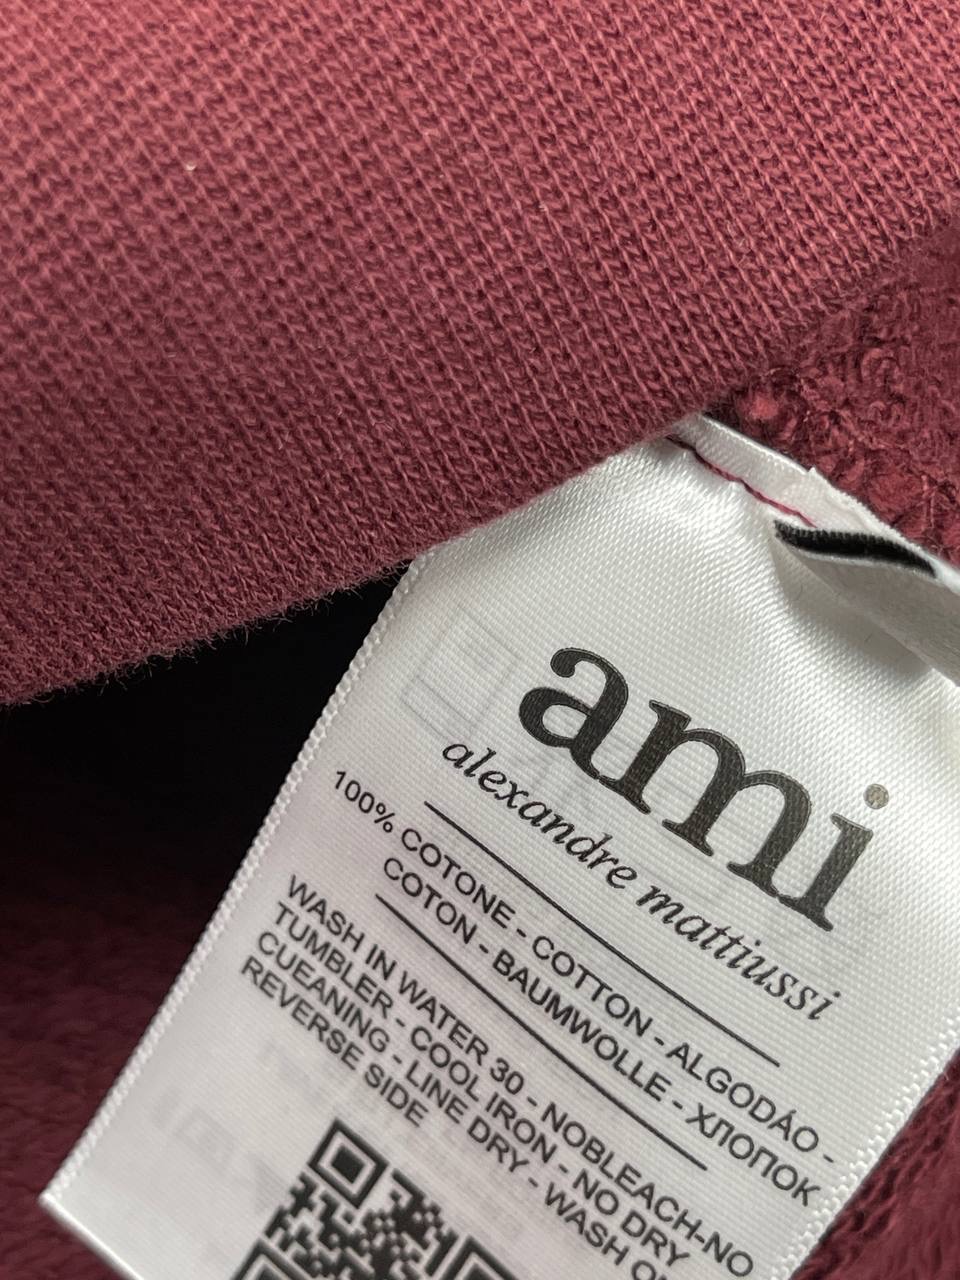 ami
alexandre mattiussi
100% COTONE - COTTON - ALGODÁO -
COTON - BAUMWOLLE - ХЛОПОК
WASH IN WATER 30 - NOBLEACH-NO
TUMBLER - COOL IRON - NO DRY
CUEANING - LINE DRY - WASH
REVERSE SIDE